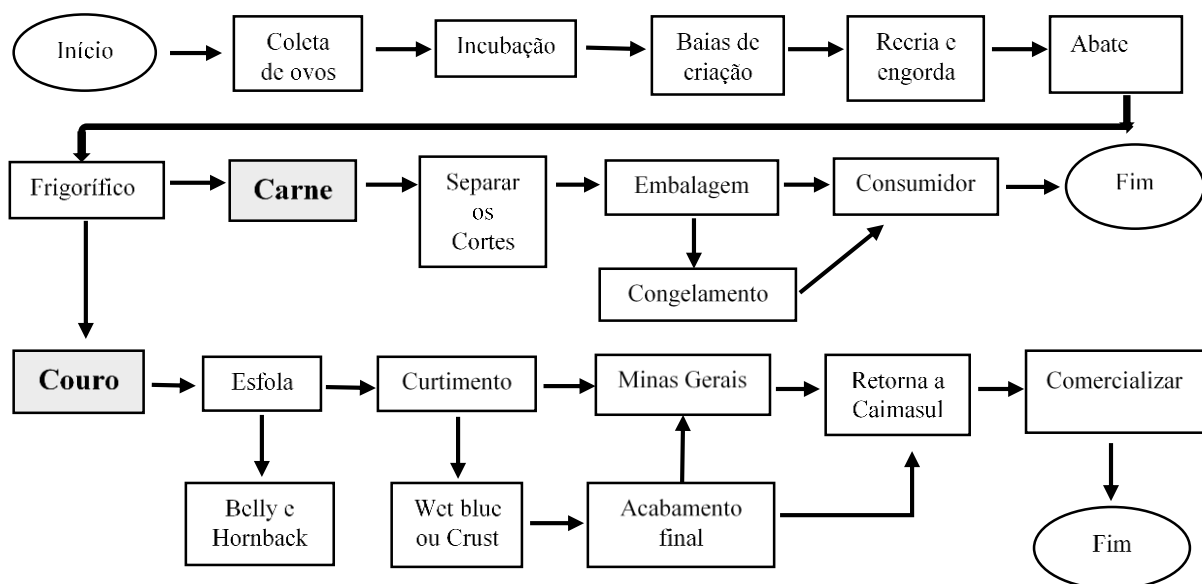 Início
Coleta
de ovos
Incubação
Baias de
criação
Recria e
engorda
Abate
Frigorífico
Carne
Separar
os
Cortes
Embalagem
Consumidor
Fim
Congelamento
Couro
Esfola
Curtimento
Minas Gerais
Retorna a
Caimasul
Comercializar
Belly e
Hornback
Wet blue
ou Crust
Acabamento
final
Fim